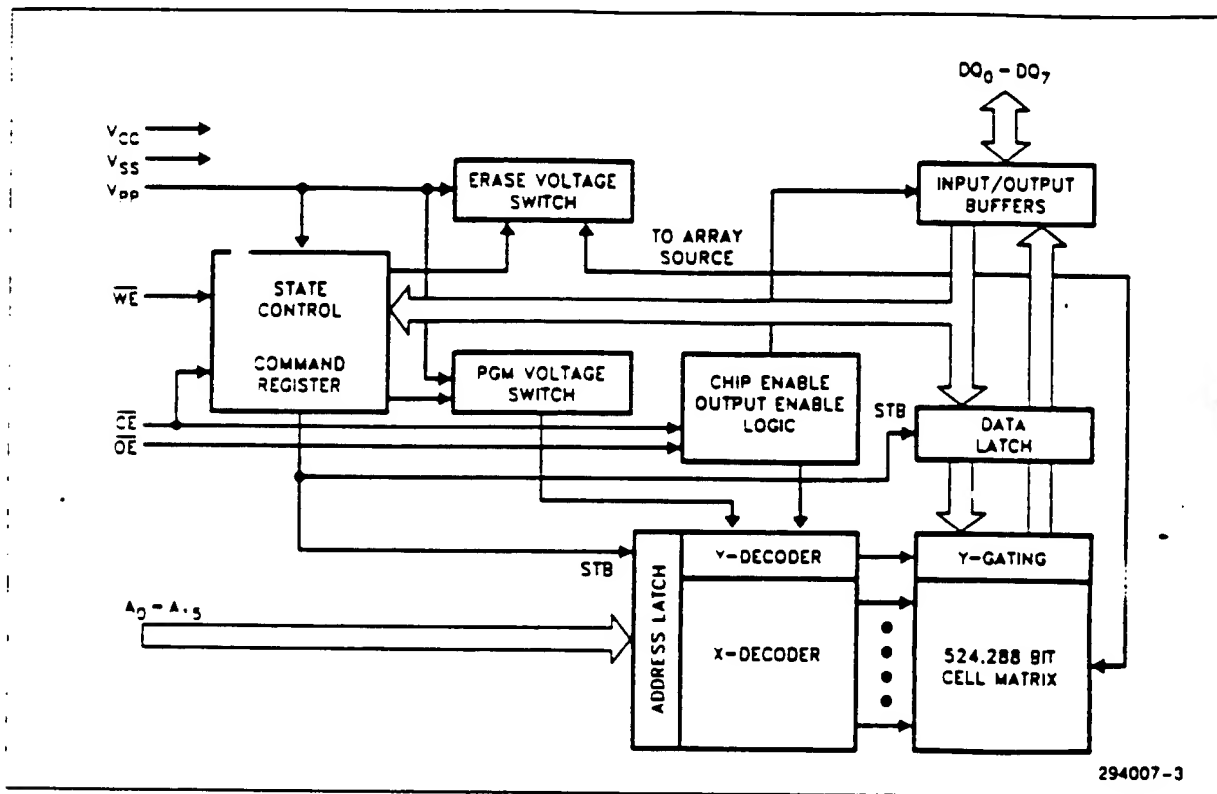 DQ0 – DQ7
VCC
VSS
VPP
ERASE VOLTAGE
SWITCH
INPUT/OUTPUT
BUFFERS
TO ARRAY
SOURCE
WE
STATE
CONTROL
COMMAND
REGISTER
PGM VOLTAGE
SWITCH
CHIP ENABLE
OUTPUT ENABLE
LOGIC
STB
DATA
LATCH
CE
OE
STB
ADDRESS LATCH
Y-DECODER
Y-GATING
A0 – A15
X-DECODER
524.288 BIT
CELL MATRIX
294007-3